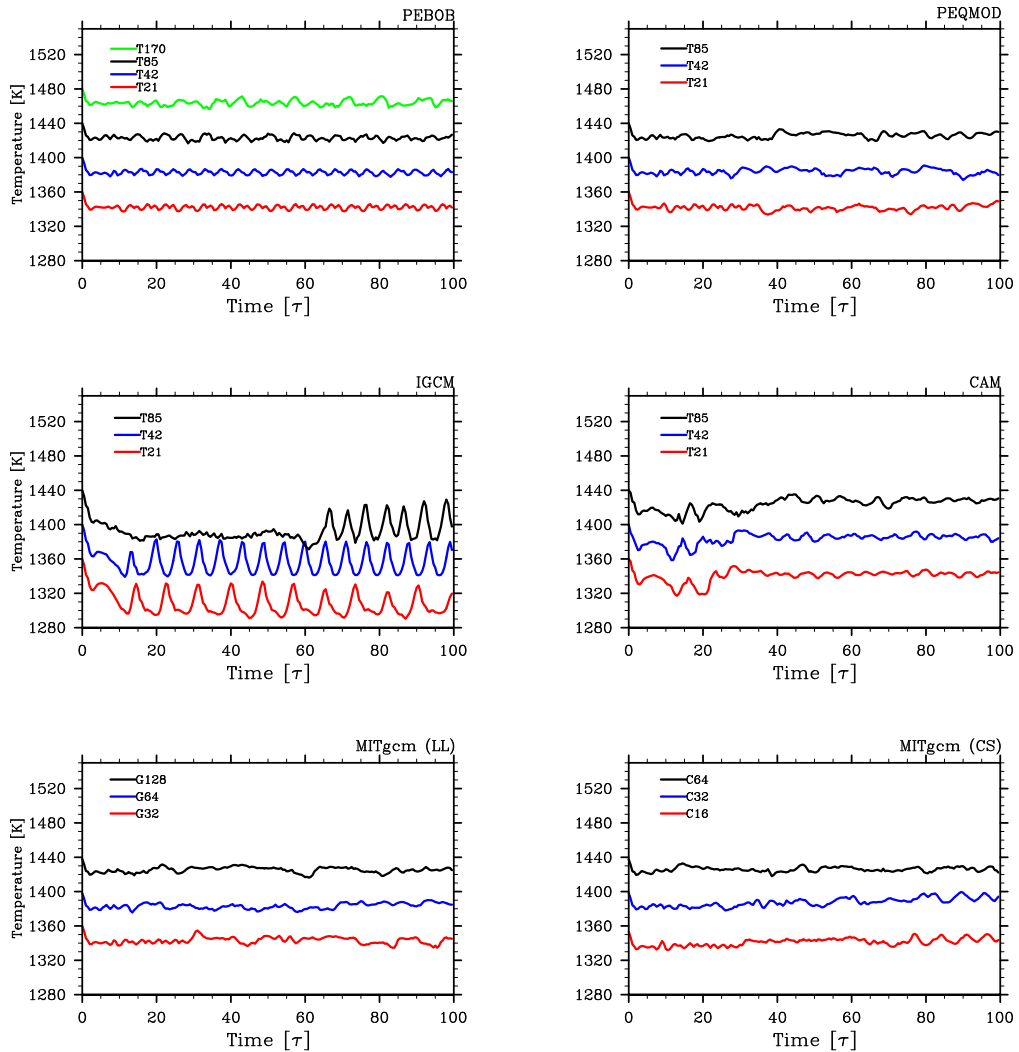 PEBOB
Temperature [K]
1520
1480
1440
1400
1360
1320
1280
T170
T85
T42
T21
0 20 40 60 80 100
Time [τ]
PEQMOD
1520
1480
1440
1400
1360
1320
1280
T85
T42
T21
0 20 40 60 80 100
Time [τ]
IGCM
Temperature [K]
1520
1480
1440
1400
1360
1320
1280
T85
T42
T21
0 20 40 60 80 100
Time [τ]
CAM
1520
1480
1440
1400
1360
1320
1280
T85
T42
T21
0 20 40 60 80 100
Time [τ]
MITgcm (LL)
Temperature [K]
1520
1480
1440
1400
1360
1320
1280
G128
G64
G32
0 20 40 60 80 100
Time [τ]
MITgcm (CS)
1520
1480
1440
1400
1360
1320
1280
C64
C32
C16
0 20 40 60 80 100
Time [τ]